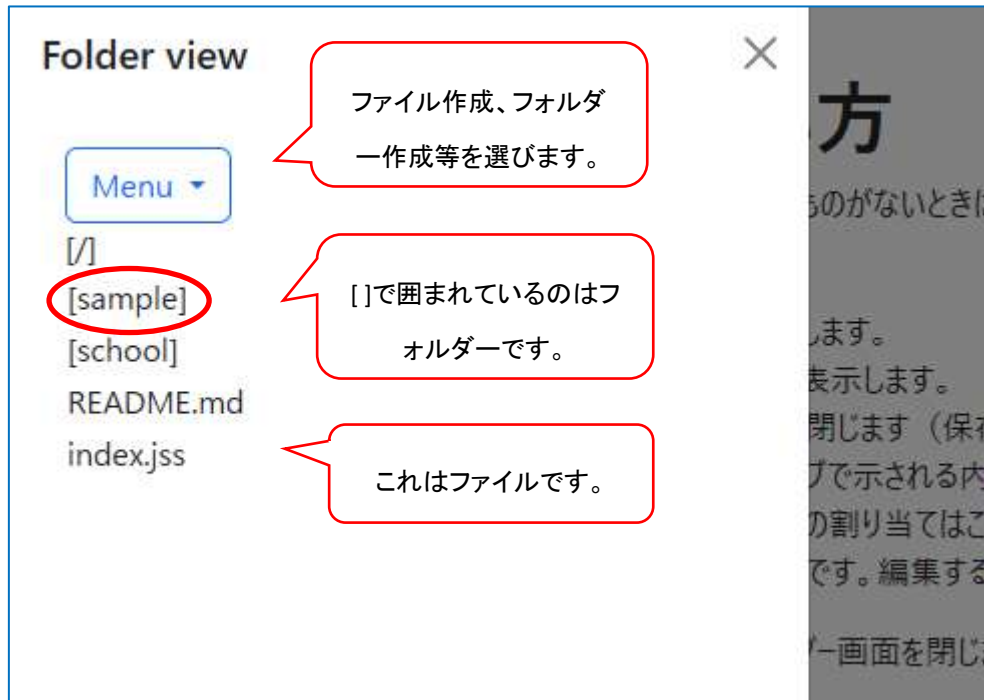 Folder view
ファイル作成、フォルダ
ー作成等を選びます。
Menu
[/]
[sample]
[ ]で囲まれているのはフ
ォルダーです。
[school]
README.md
index.jss
これはファイルです。
方
ものがないときは
します。
表示します。
閉じます（保存
ブで示される内
の割り当てはこ
です。編集する
ー画面を閉じ